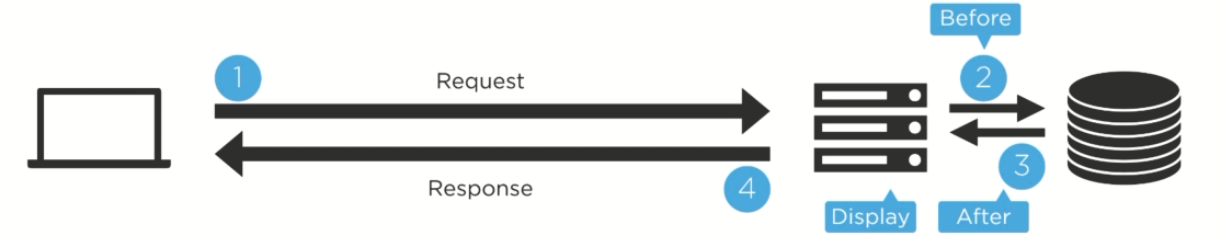 Before
1
Request
2
Response
3
4
Display
After